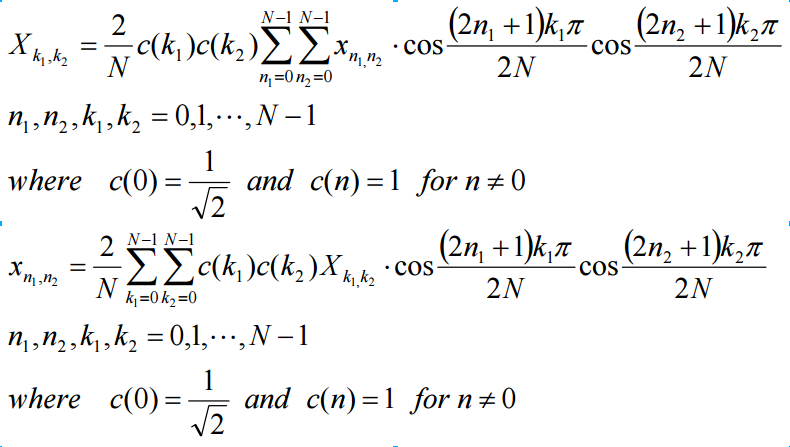 X_{k_1,k_2} = \frac{2}{N} c(k_1)c(k_2) \sum_{n_1=0}^{N-1} \sum_{n_2=0}^{N-1} x_{n_1,n_2} \cdot \cos \frac{(2n_1+1)k_1\pi}{2N} \cos \frac{(2n_2+1)k_2\pi}{2N}
n_1, n_2, k_1, k_2 = 0,1,\cdots,N-1
where c(0) = \frac{1}{\sqrt{2}} and c(n) = 1 for n \neq 0
x_{n_1,n_2} = \frac{2}{N} \sum_{k_1=0}^{N-1} \sum_{k_2=0}^{N-1} c(k_1)c(k_2) X_{k_1,k_2} \cdot \cos \frac{(2n_1+1)k_1\pi}{2N} \cos \frac{(2n_2+1)k_2\pi}{2N}
n_1, n_2, k_1, k_2 = 0,1,\cdots,N-1
where c(0) = \frac{1}{\sqrt{2}} and c(n) = 1 for n \neq 0